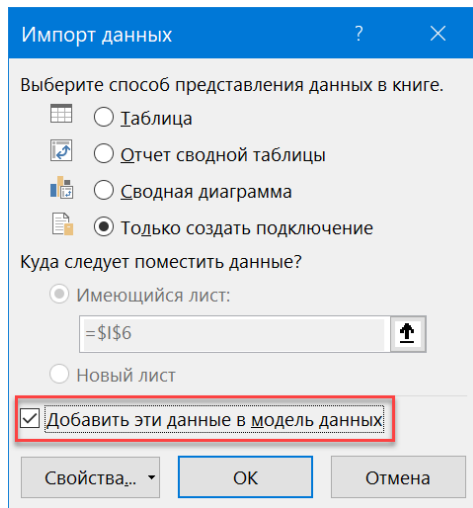 Импорт данных ?
Выберите способ представления данных в книге.
Таблица
Отчет сводной таблицы
Сводная диаграмма
Только создать подключение
Куда следует поместить данные?
Имеющийся лист:
=$I$6
Новый лист
Добавить эти данные в модель данных
Свойства... ОК Отмена